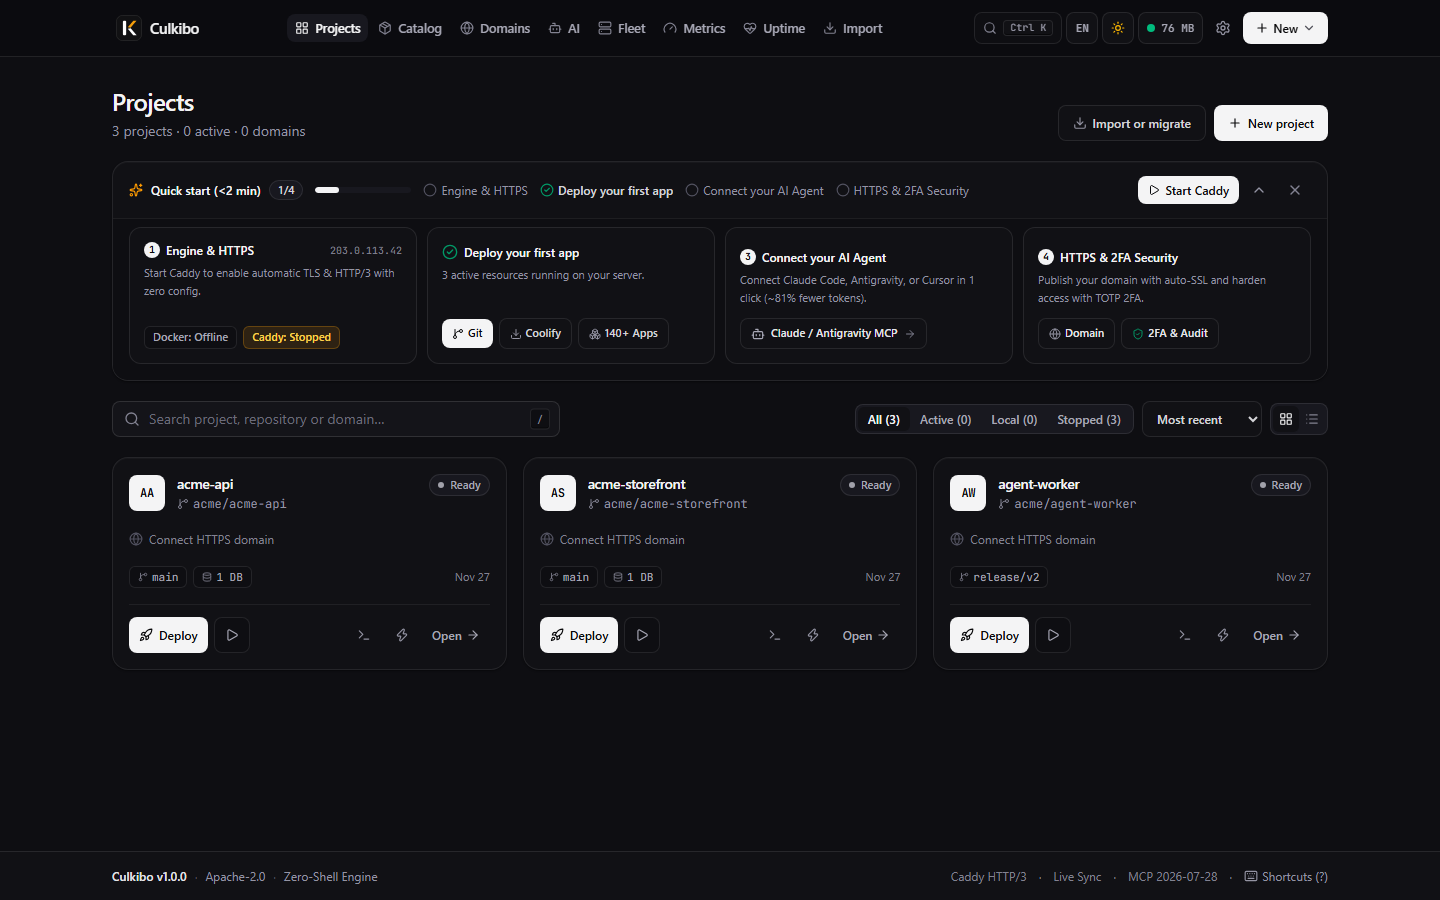 Culkibo
Projects Catalog Domains AI Fleet Metrics Uptime Import
Ctrl K EN 76 MB New
Projects
3 projects · 0 active · 0 domains
Import or migrate New project
Quick start (<2 min) 1/4 Engine & HTTPS Deploy your first app Connect your AI Agent HTTPS & 2FA Security Start Caddy
1 Engine & HTTPS 203.0.113.42
Start Caddy to enable automatic TLS & HTTP/3 with
zero config.
Docker: Offline Caddy: Stopped
Deploy your first app
3 active resources running on your server.
Git Coolify 140+ Apps
3 Connect your AI Agent
Connect Claude Code, Antigravity, or Cursor in 1
click (~81% fewer tokens).
Claude / Antigravity MCP →
4 HTTPS & 2FA Security
Publish your domain with auto-SSL and harden
access with TOTP 2FA.
Domain 2FA & Audit
Search project, repository or domain... /
All (3) Active (0) Local (0) Stopped (3) Most recent
AA acme-api Ready
acme/acme-api
Connect HTTPS domain
main 1 DB Nov 27
Deploy Open →
AS acme-storefront Ready
acme/acme-storefront
Connect HTTPS domain
main 1 DB Nov 27
Deploy Open →
AW agent-worker Ready
acme/agent-worker
Connect HTTPS domain
release/v2 Nov 27
Deploy Open →
Culkibo v1.0.0 · Apache-2.0 · Zero-Shell Engine
Caddy HTTP/3 · Live Sync · MCP 2026-07-28 · Shortcuts (?)